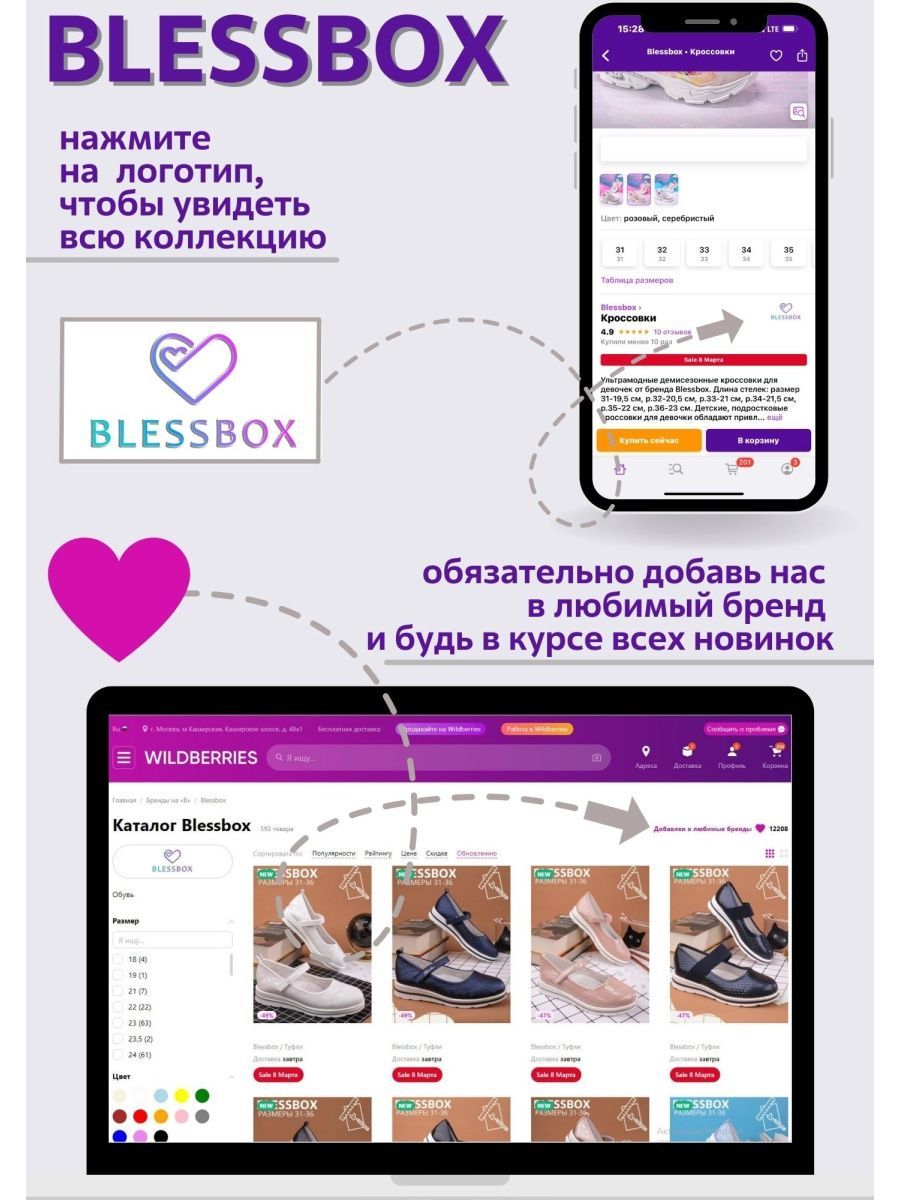 BLESSBOX
нажмите
на логотип,
чтобы увидеть
всю коллекцию
BLESSBOX
15:28
LTE
Blessbox • Кроссовки
Цвет: розовый, серебристый
31 32 33 34 35
31 32 33 34 35
Таблица размеров
Blessbox ›
Кроссовки
BLESSBOX
4.9 ★★★★★ 10 отзывов
Купили менее 10 раз
Sale 8 Марта
Ультрамодные демисезонные кроссовки для
девочек от бренда Blessbox. Длина стелек: размер
31-19,5 см, р.32-20,5 см, р.33-21 см, р.34-21,5 см,
р.35-22 см, р.36-23 см. Детские, подростковые
кроссовки для девочки обладают привл... ещё
Купить сейчас
В корзину
201
3
обязательно добавь нас
в любимый бренд
и будь в курсе всех новинок
Ru
г. Москва, м Каширская, Каширское шоссе, д. 48к1
Бесплатная доставка
Продавайте на Wildberries
Работа в Wildberries
Сообщить о проблеме
WILDBERRIES
Я ищу...
Адреса
Доставка
Профиль
Корзина
Главная / Бренды на «B» / Blessbox
Каталог Blessbox 593 товара
Добавлен в любимые бренды 12208
BLESSBOX
Сортировать по: Популярности Рейтингу Цене Скидке Обновлению
Обувь
Размер
Я ищу...
18 (4)
19 (1)
21 (7)
22 (22)
23 (63)
23.5 (2)
24 (61)
Цвет
NEW SSBOX
РАЗМЕРЫ 31-36
-49%
Blessbox / Туфли
Доставка завтра
Sale 8 Марта
NEW SSBOX
РАЗМЕРЫ 31-36
-49%
Blessbox / Туфли
Доставка завтра
Sale 8 Марта
NEW SSBOX
РАЗМЕРЫ 31-36
-47%
Blessbox / Туфли
Доставка завтра
Sale 8 Марта
NEW SSBOX
РАЗМЕРЫ 31-36
-47%
Blessbox / Туфли
Доставка завтра
Sale 8 Марта
NEW SSBOX
РАЗМЕРЫ 31-36
NEW SSBOX
РАЗМЕРЫ 31-36
NEW SSBOX
РАЗМЕРЫ 31-36
NEW SSBOX
РАЗМЕРЫ 31-36